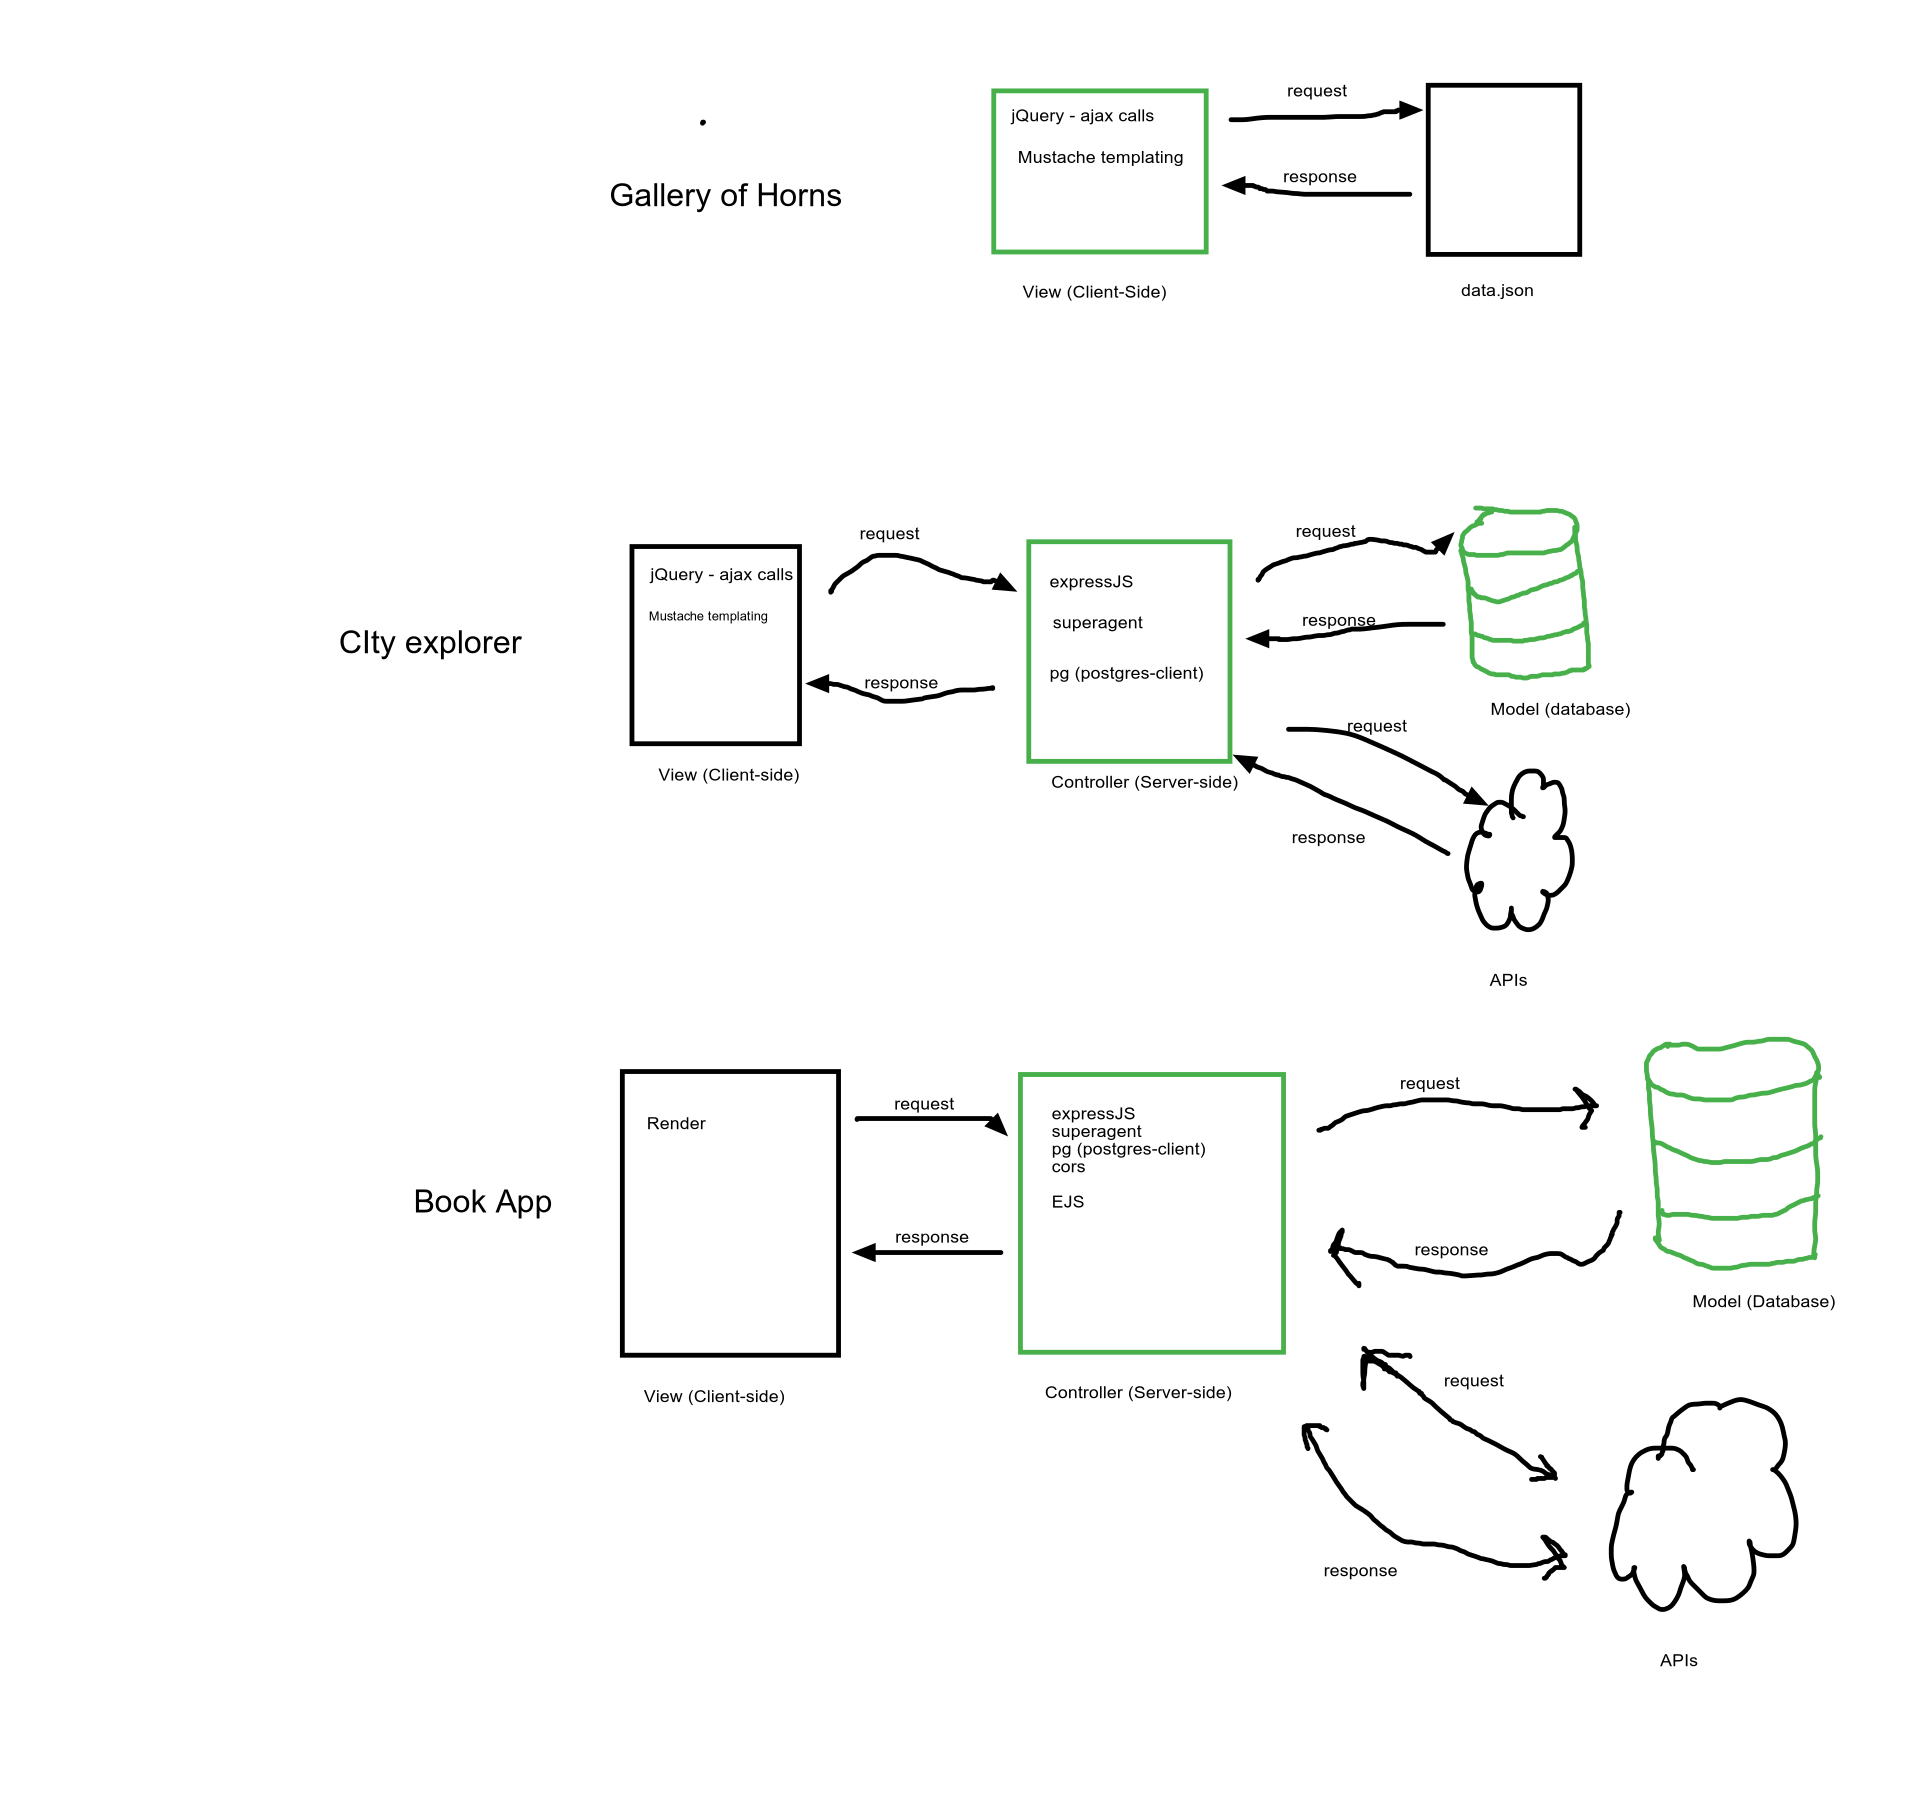 request
jQuery - ajax calls
Mustache templating
response
Gallery of Horns
View (Client-Side)
data.json
request
request
jQuery - ajax calls
expressJS
Mustache templating
superagent
response
CIty explorer
pg (postgres-client)
response
Model (database)
request
View (Client-side)
Controller (Server-side)
response
APIs
request
request
Render
expressJS
superagent
pg (postgres-client)
cors
EJS
Book App
response
response
Model (Database)
request
View (Client-side)
Controller (Server-side)
response
APIs